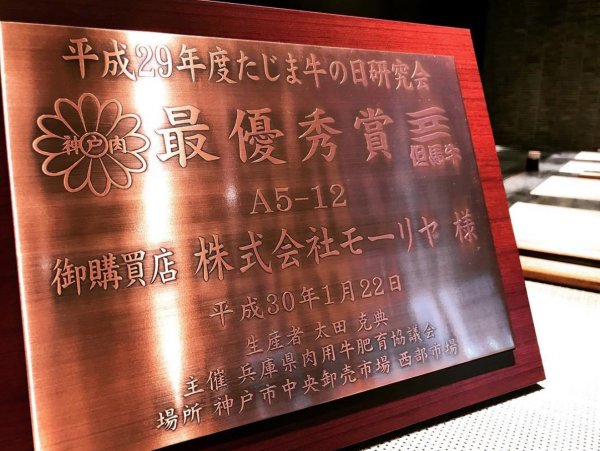 平成29年度たじま牛の日研究会
神戸肉 最優秀賞 但馬牛
A5-12
御購買店 株式会社モーリヤ 様
平成30年1月22日
生産者 太田 克典
主催 兵庫県肉用牛肥育協議会
場所 神戸市中央卸売市場 西部市場